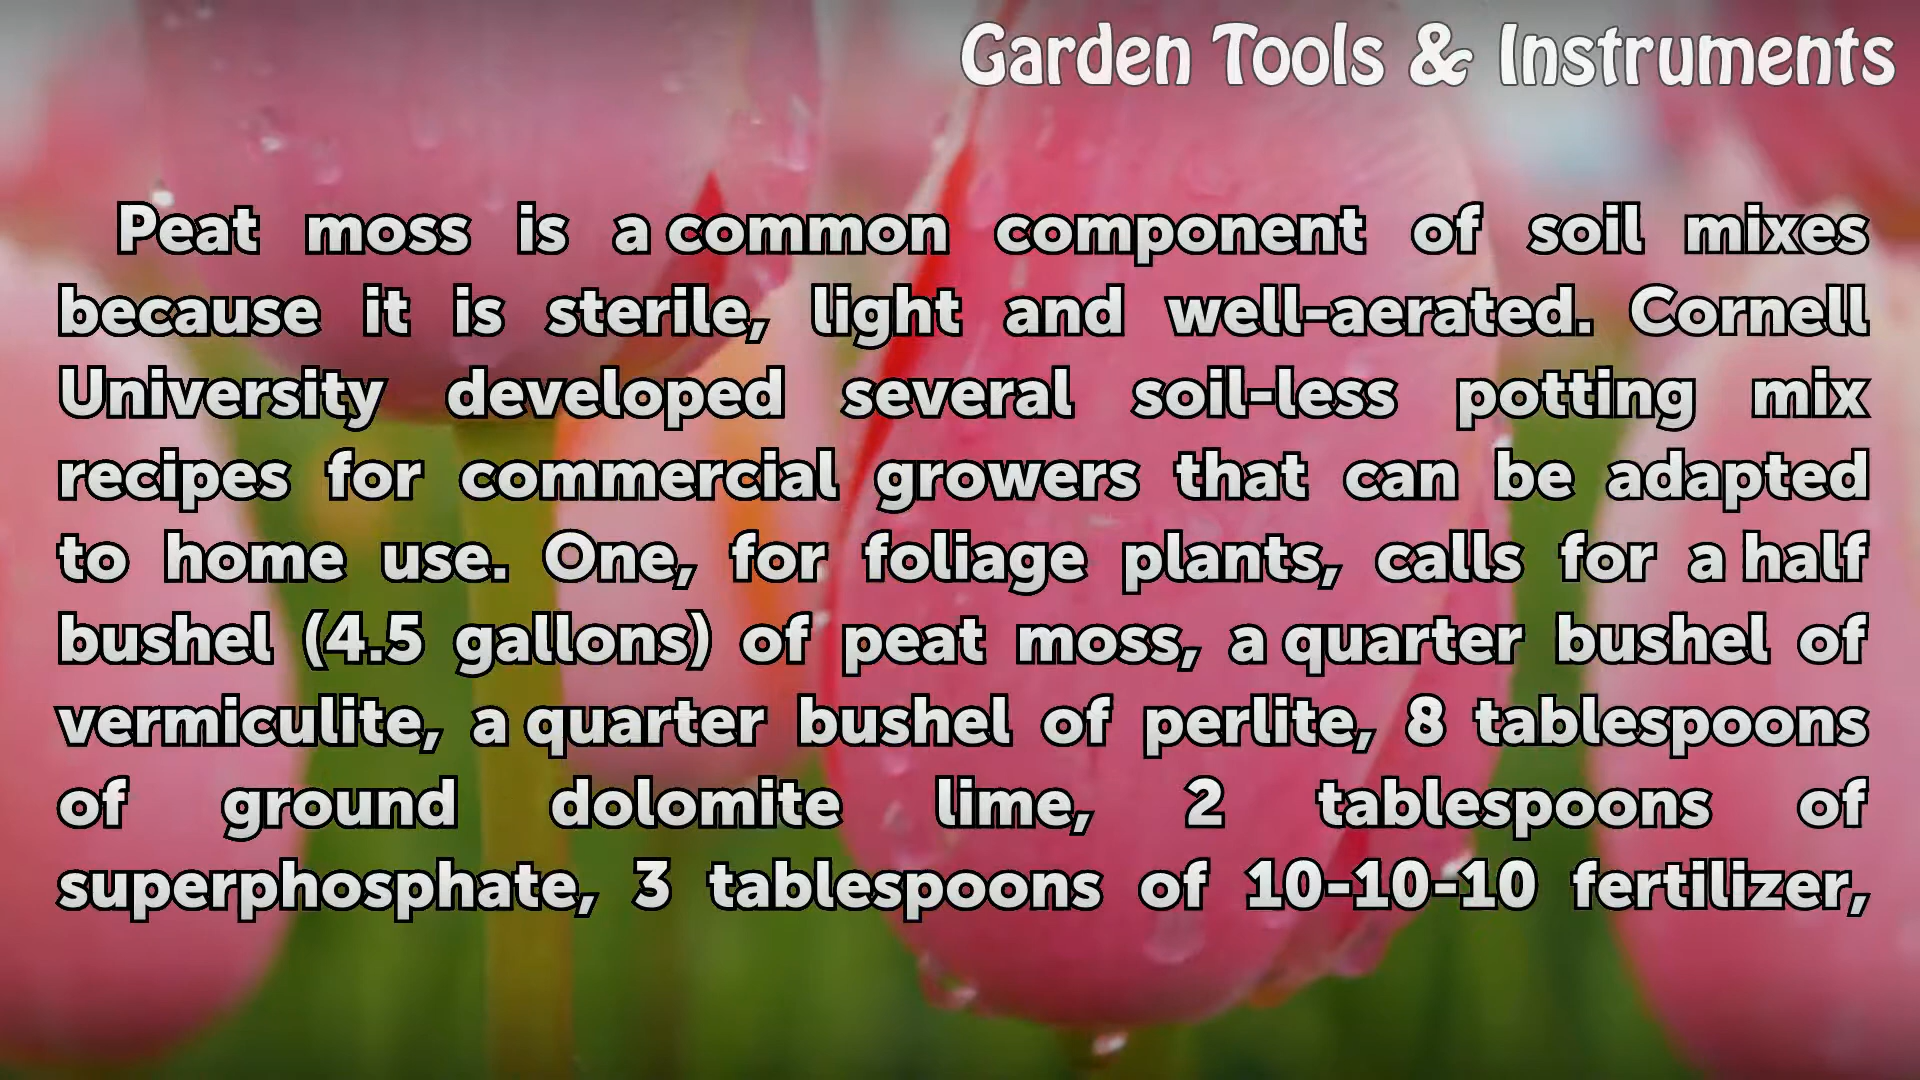 Garden Tools & Instruments
Peat moss is a common component of soil mixes
because it is sterile, light and well-aerated. Cornell
University developed several soil-less potting mix
recipes for commercial growers that can be adapted
to home use. One, for foliage plants, calls for a half
bushel (4.5 gallons) of peat moss, a quarter bushel of
vermiculite, a quarter bushel of perlite, 8 tablespoons
of ground dolomite lime, 2 tablespoons of
superphosphate, 3 tablespoons of 10-10-10 fertilizer,